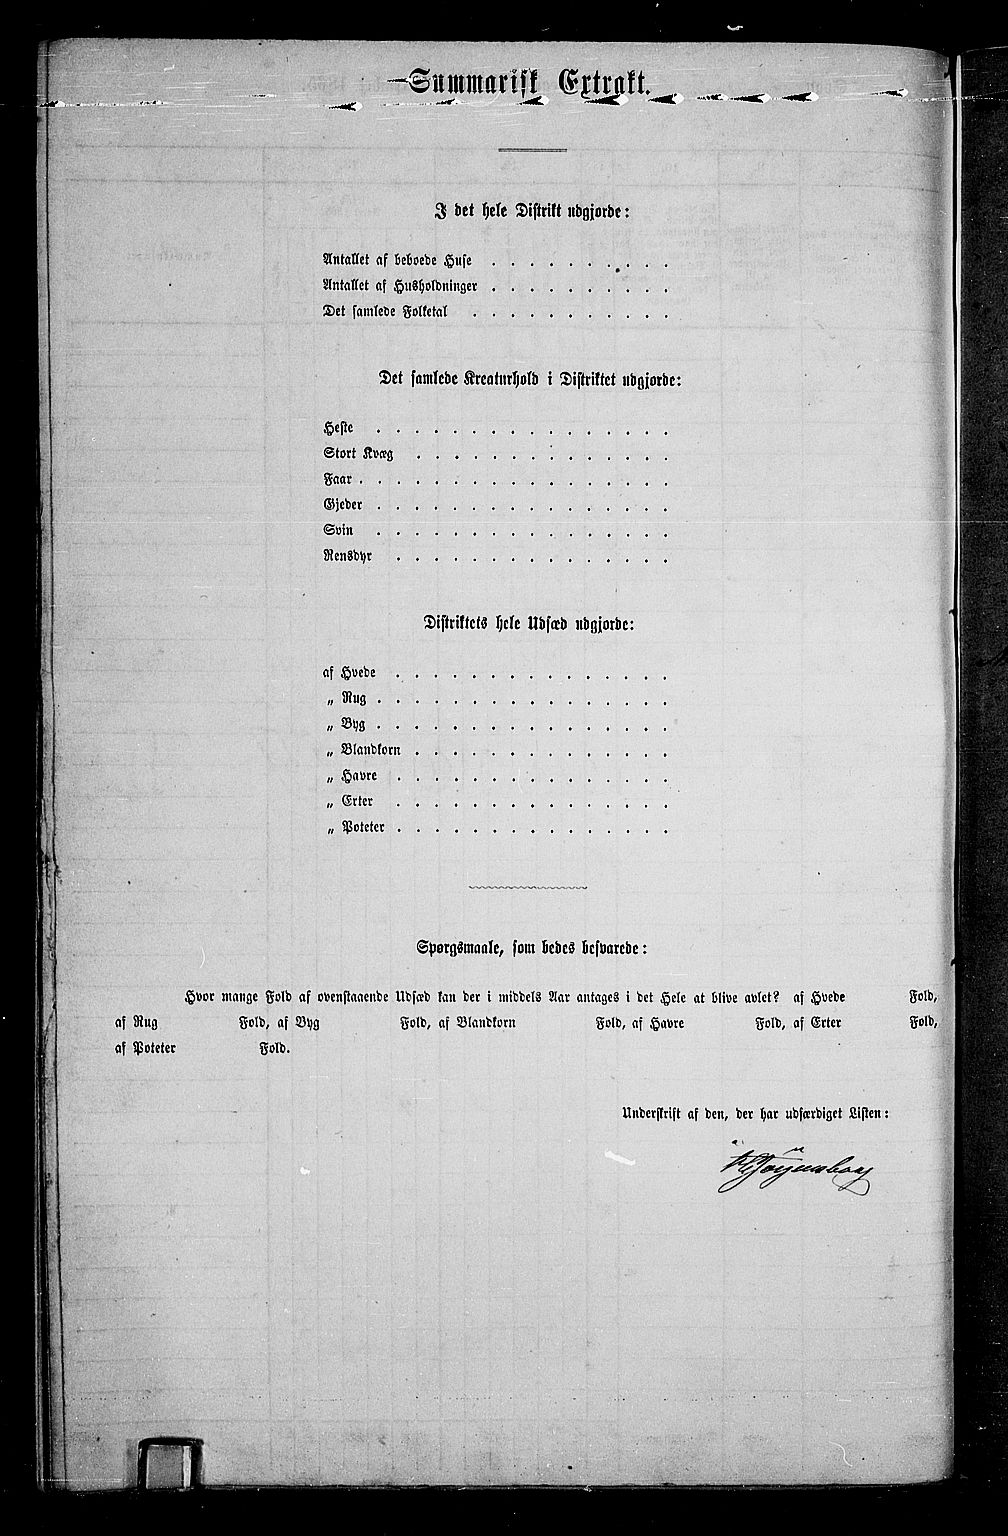 Summarisk Extrakt.
I det hele Distrikt udgjorde:
Antallet af beboede Huse . . . . . . . . . .
Antallet af Husholdninger . . . . . . . . . .
Det samlede Folketal . . . . . . . . . . .
Det samlede Kreaturhold i Distriktet udgjorde:
Heste . . . . . . . . . . . . . . . .
Stort Kvæg . . . . . . . . . . . . . .
Faar . . . . . . . . . . . . . . . . .
Gjeder . . . . . . . . . . . . . . . .
Svin . . . . . . . . . . . . . . . .
Rensdyr . . . . . . . . . . . . . . .
Distriktets hele Udsæd udgjorde:
af Hvede . . . . . . . . . . . . . . .
„ Rug . . . . . . . . . . . . . . . .
„ Byg . . . . . . . . . . . . . . . .
„ Blandkorn . . . . . . . . . . . . . .
„ Havre . . . . . . . . . . . . . . .
„ Erter . . . . . . . . . . . . . . .
„ Poteter . . . . . . . . . . . . . . .
Spørgsmaale, som bedes besvarede:
Hvor mange Fold af ovenstaaende Udsæd kan der i middels Aar antages i det Hele at blive avlet? af Hvede Fold,
af Rug Fold, af Byg Fold, af Blandkorn Fold, af Havre Fold, af Erter Fold,
af Poteter Fold.
Underskrift af den, der har udfærdiget Listen: